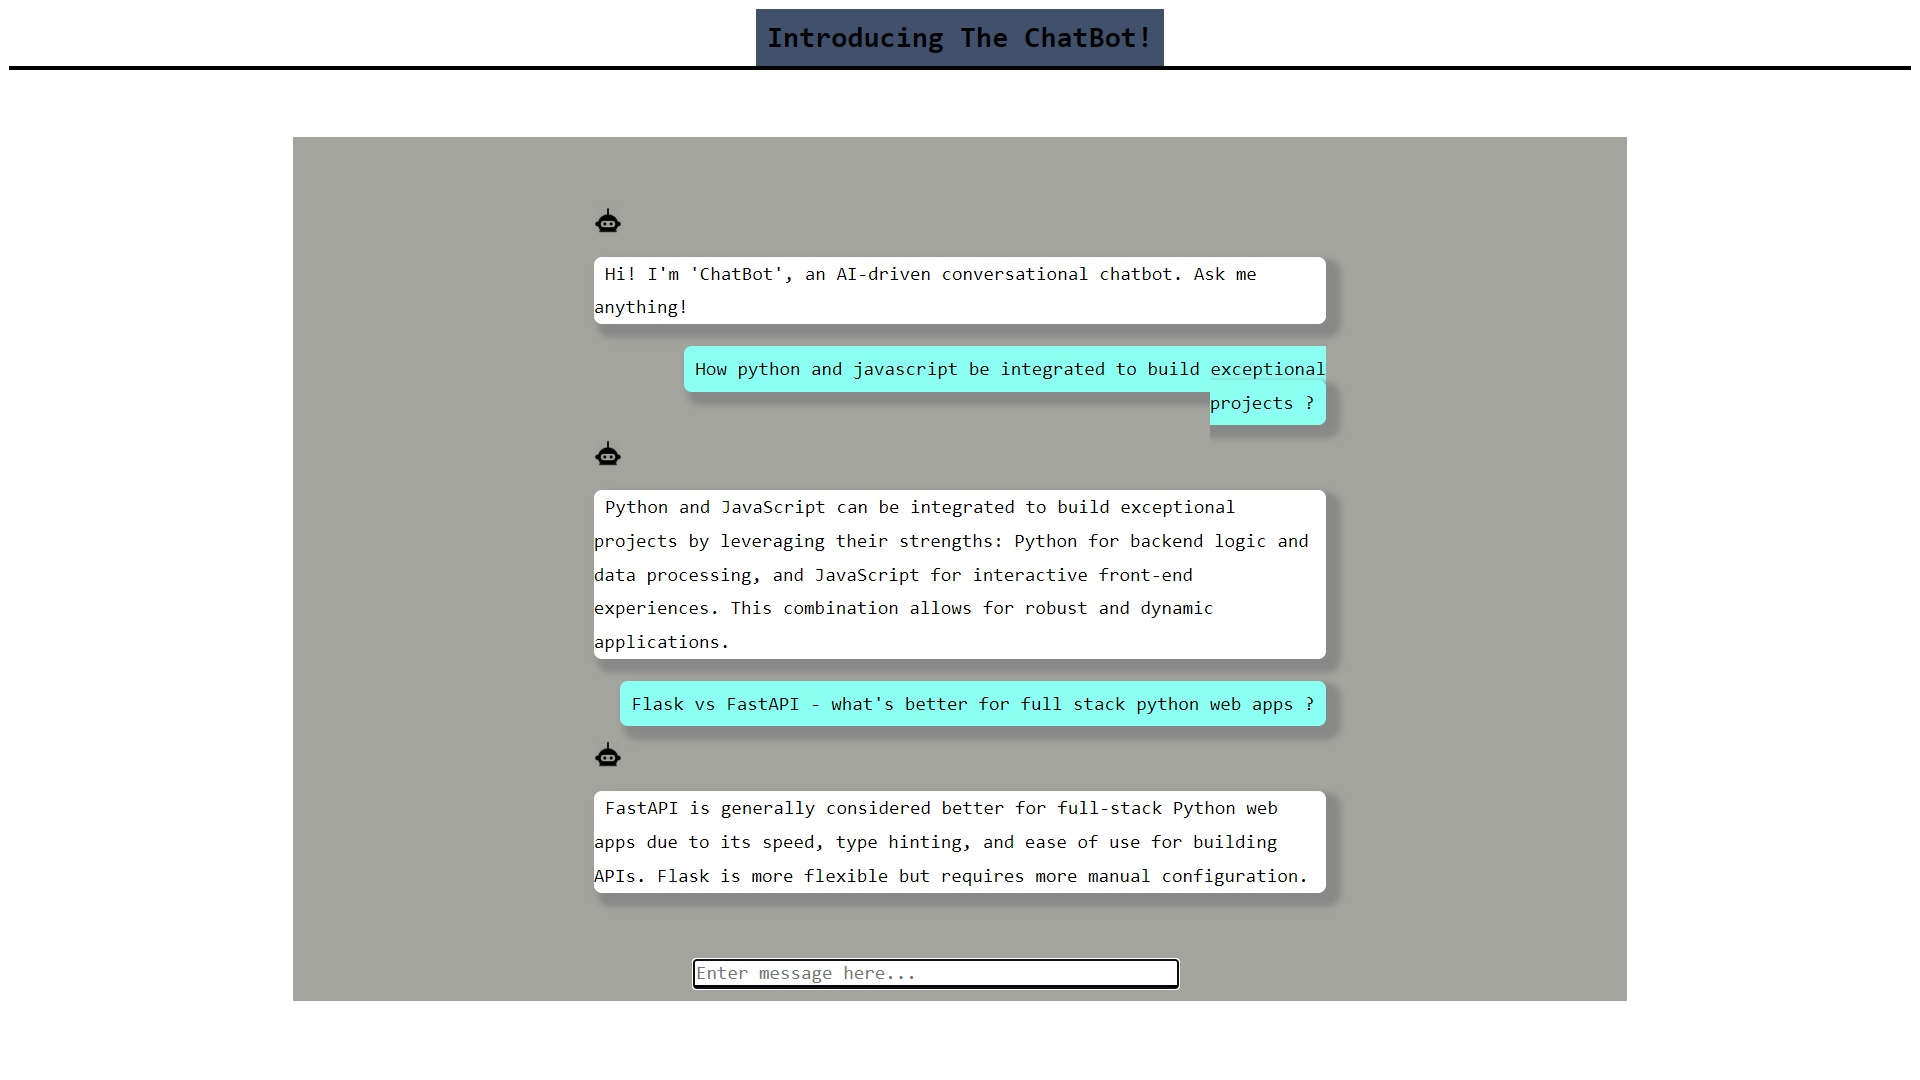 Introducing The ChatBot!
Hi! I'm 'ChatBot', an AI-driven conversational chatbot. Ask me
anything!
How python and javascript be integrated to build exceptional
projects ?
Python and JavaScript can be integrated to build exceptional
projects by leveraging their strengths: Python for backend logic and
data processing, and JavaScript for interactive front-end
experiences. This combination allows for robust and dynamic
applications.
Flask vs FastAPI - what's better for full stack python web apps ?
FastAPI is generally considered better for full-stack Python web
apps due to its speed, type hinting, and ease of use for building
APIs. Flask is more flexible but requires more manual configuration.
Enter message here...